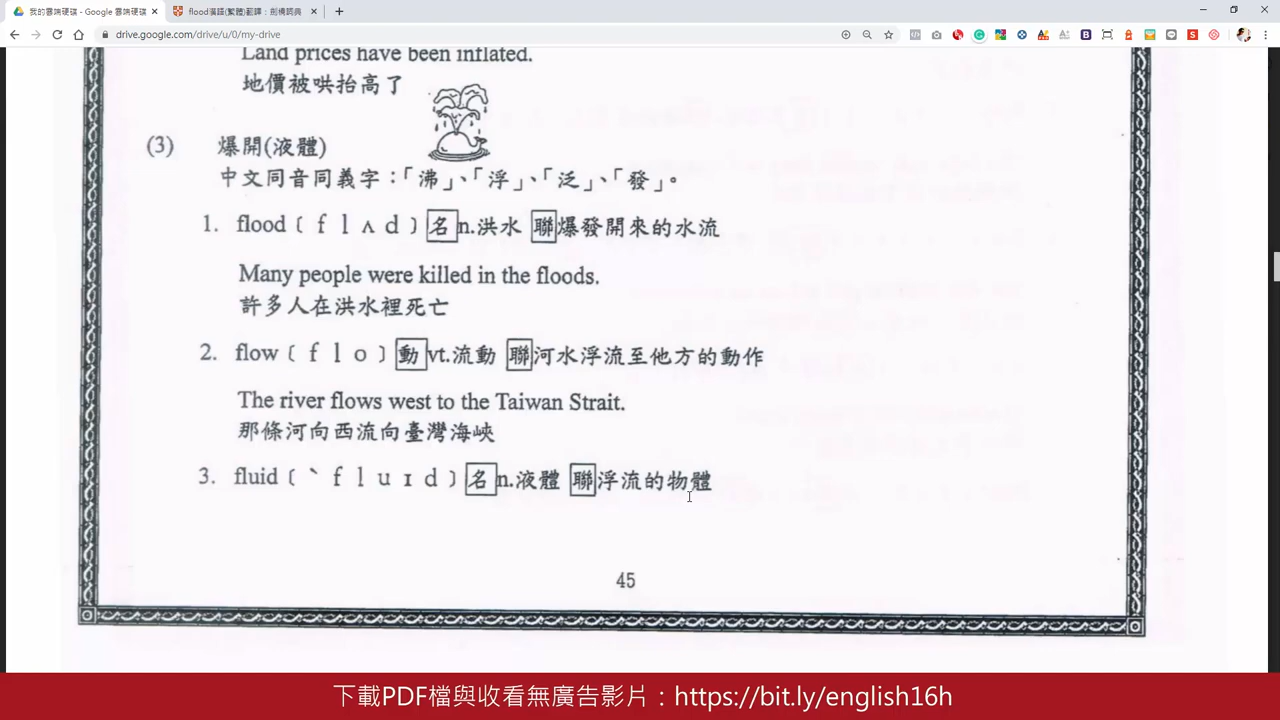 我的雲端硬碟 - Google 雲端硬碟
flood漢語(繁體)翻譯：劍橋詞典
drive.google.com/drive/u/0/my-drive
Land prices have been inflated.
地價被哄抬高了
(3) 爆開(液體)
中文同音同義字：「沸」、「浮」、「泛」、「發」。
1. flood﹝ｆｌʌｄ﹞名n.洪水 聯爆發開來的水流
Many people were killed in the floods.
許多人在洪水裡死亡
2. flow﹝ｆｌｏ﹞動vt.流動 聯河水浮流至他方的動作
The river flows west to the Taiwan Strait.
那條河向西流向臺灣海峽
3. fluid﹝ˋｆｌｕɪｄ﹞名n.液體 聯浮流的物體
45
下載PDF檔與收看無廣告影片：https://bit.ly/english16h